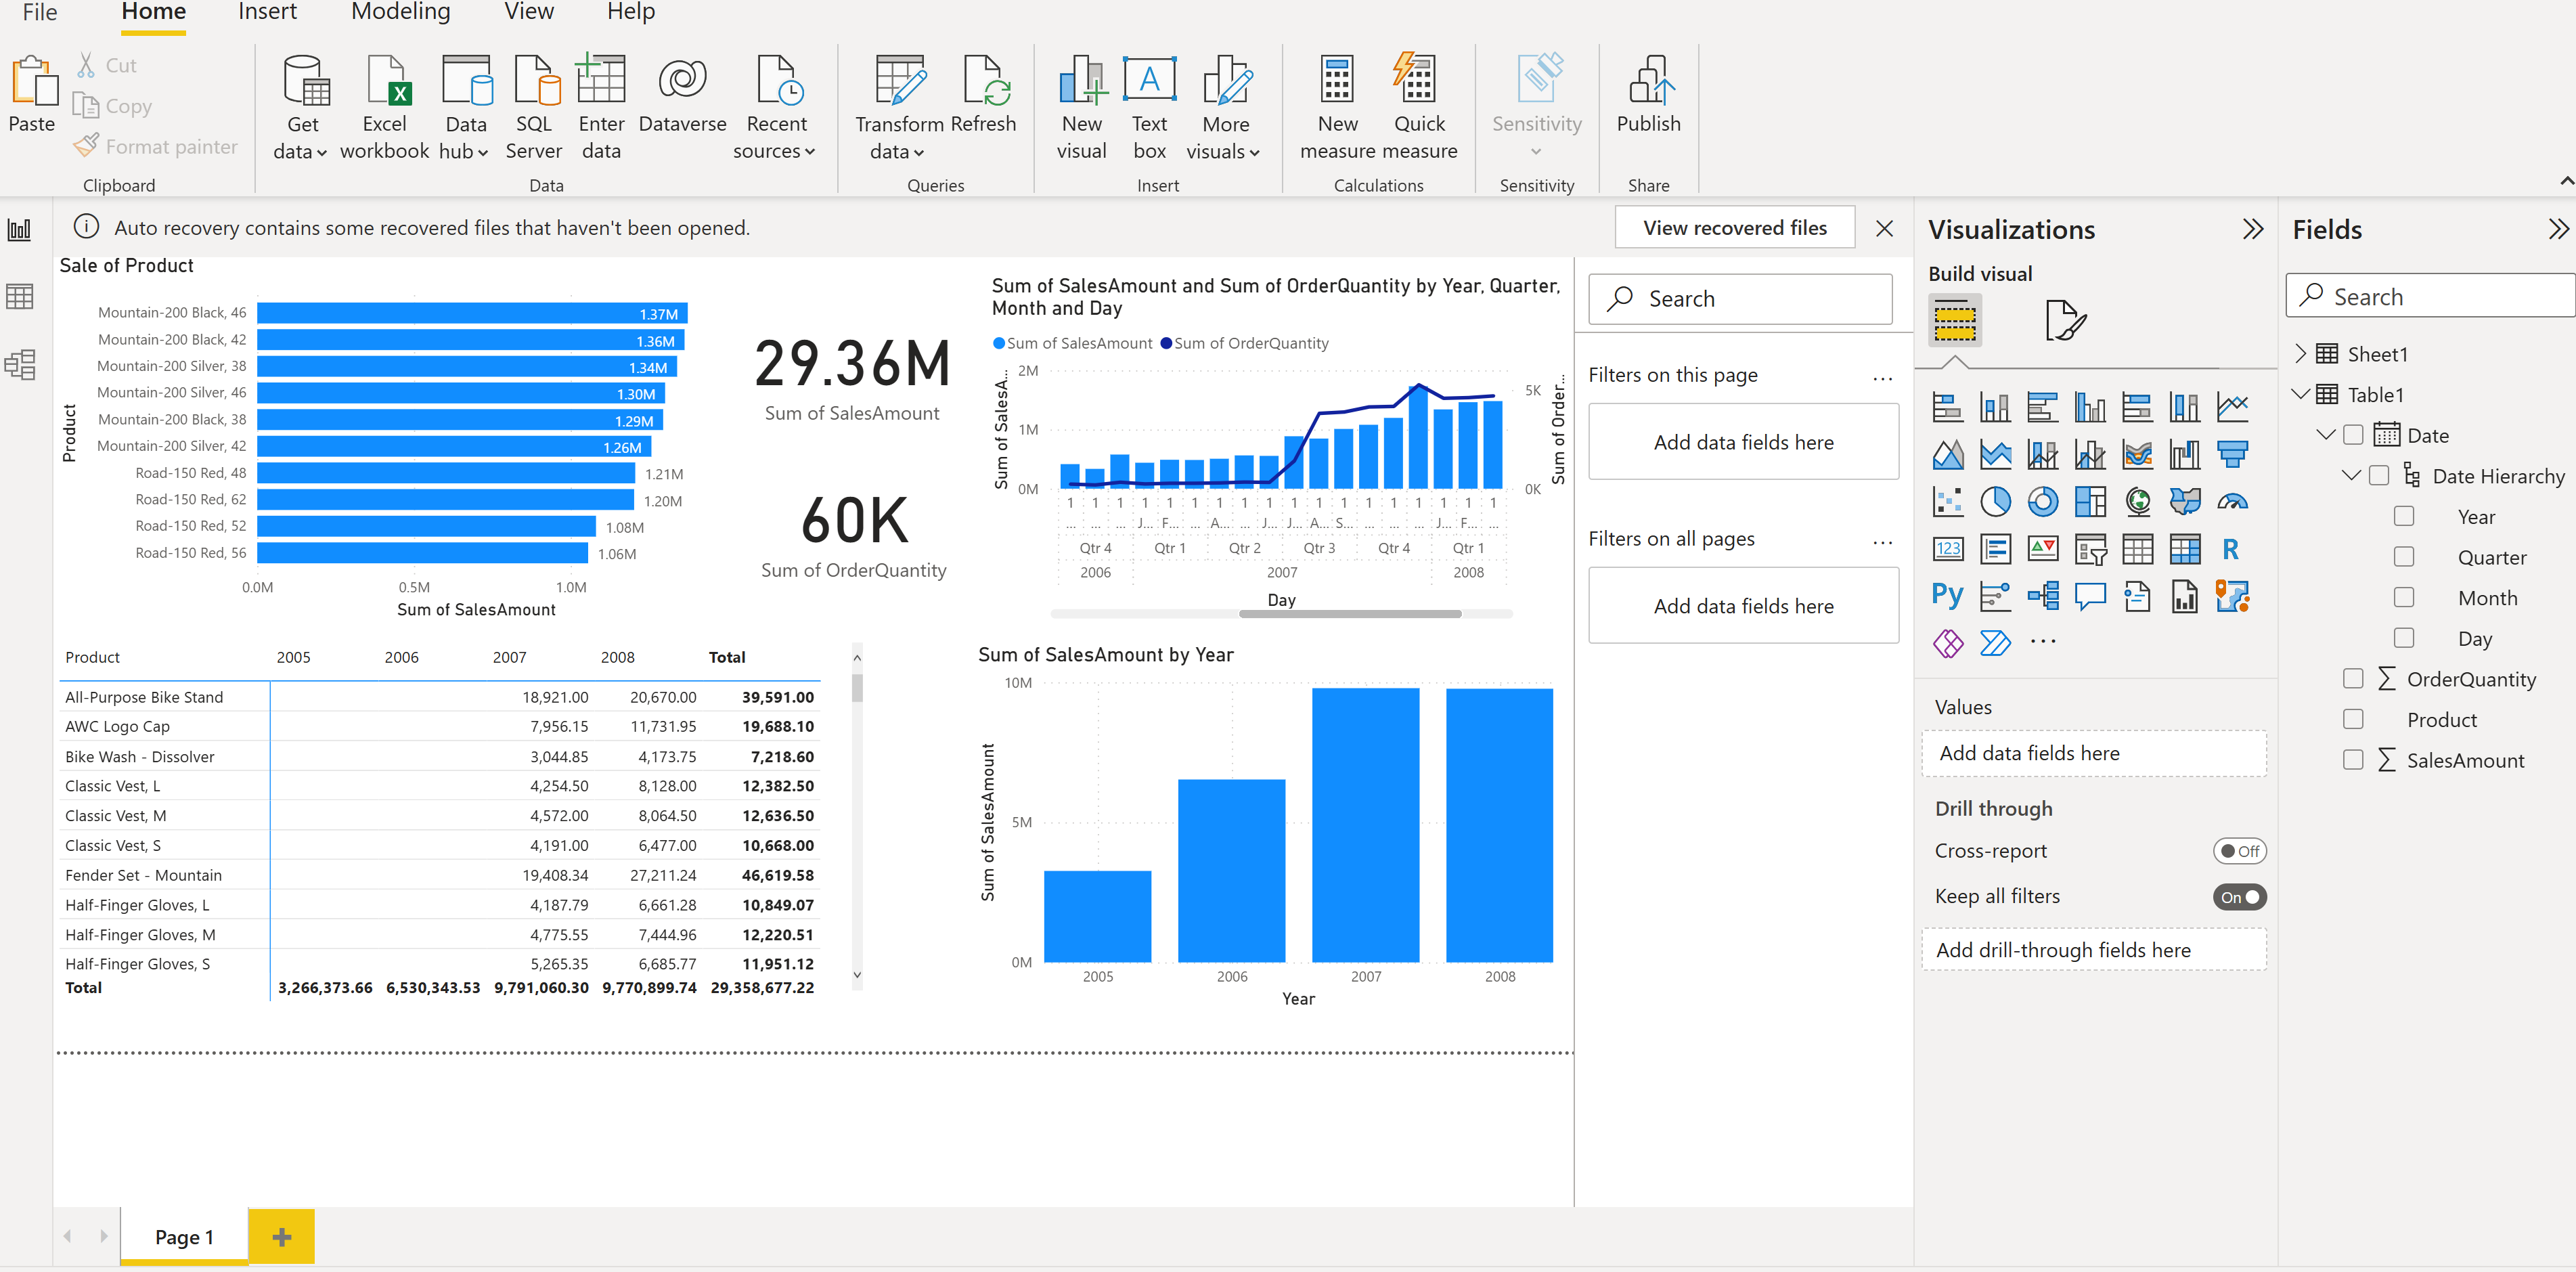 File Home Insert Modeling View Help
Paste
Cut
Copy
Format painter
Clipboard
Get data
Excel workbook
Data hub
SQL Server
Enter data
Dataverse
Recent sources
Data
Transform data
Refresh
Queries
New visual
Text box
More visuals
Insert
New measure
Quick measure
Calculations
Sensitivity
Sensitivity
Publish
Share
Auto recovery contains some recovered files that haven't been opened.
View recovered files
Sale of Product
Product
Mountain-200 Black, 46 1.37M
Mountain-200 Black, 42 1.36M
Mountain-200 Silver, 38 1.34M
Mountain-200 Silver, 46 1.30M
Mountain-200 Black, 38 1.29M
Mountain-200 Silver, 42 1.26M
Road-150 Red, 48 1.21M
Road-150 Red, 62 1.20M
Road-150 Red, 52 1.08M
Road-150 Red, 56 1.06M
0.0M 0.5M 1.0M
Sum of SalesAmount
29.36M
Sum of SalesAmount
60K
Sum of OrderQuantity
Sum of SalesAmount and Sum of OrderQuantity by Year, Quarter,
Month and Day
Sum of SalesAmount Sum of OrderQuantity
Sum of SalesA...
2M
1M
0M
5K
0K
Sum of Order...
1 1 1 1 1 1 1 1 1 1 1 1 1 1 1 1 1 1
... ... ... J... F... ... A... ... J... J... A... S... ... ... ... J... F... ...
Qtr 4 Qtr 1 Qtr 2 Qtr 3 Qtr 4 Qtr 1
2006 2007 2008
Day
Product 2005 2006 2007 2008 Total
All-Purpose Bike Stand 18,921.00 20,670.00 39,591.00
AWC Logo Cap 7,956.15 11,731.95 19,688.10
Bike Wash - Dissolver 3,044.85 4,173.75 7,218.60
Classic Vest, L 4,254.50 8,128.00 12,382.50
Classic Vest, M 4,572.00 8,064.50 12,636.50
Classic Vest, S 4,191.00 6,477.00 10,668.00
Fender Set - Mountain 19,408.34 27,211.24 46,619.58
Half-Finger Gloves, L 4,187.79 6,661.28 10,849.07
Half-Finger Gloves, M 4,775.55 7,444.96 12,220.51
Half-Finger Gloves, S 5,265.35 6,685.77 11,951.12
Total 3,266,373.66 6,530,343.53 9,791,060.30 9,770,899.74 29,358,677.22
Sum of SalesAmount by Year
Sum of SalesAmount
10M
5M
0M
2005 2006 2007 2008
Year
Search
Filters on this page ...
Add data fields here
Filters on all pages ...
Add data fields here
Visualizations
Build visual
123
R
Py
...
Values
Add data fields here
Drill through
Cross-report Off
Keep all filters On
Add drill-through fields here
Fields
Search
Sheet1
Table1
Date
Date Hierarchy
Year
Quarter
Month
Day
OrderQuantity
Product
SalesAmount
Page 1